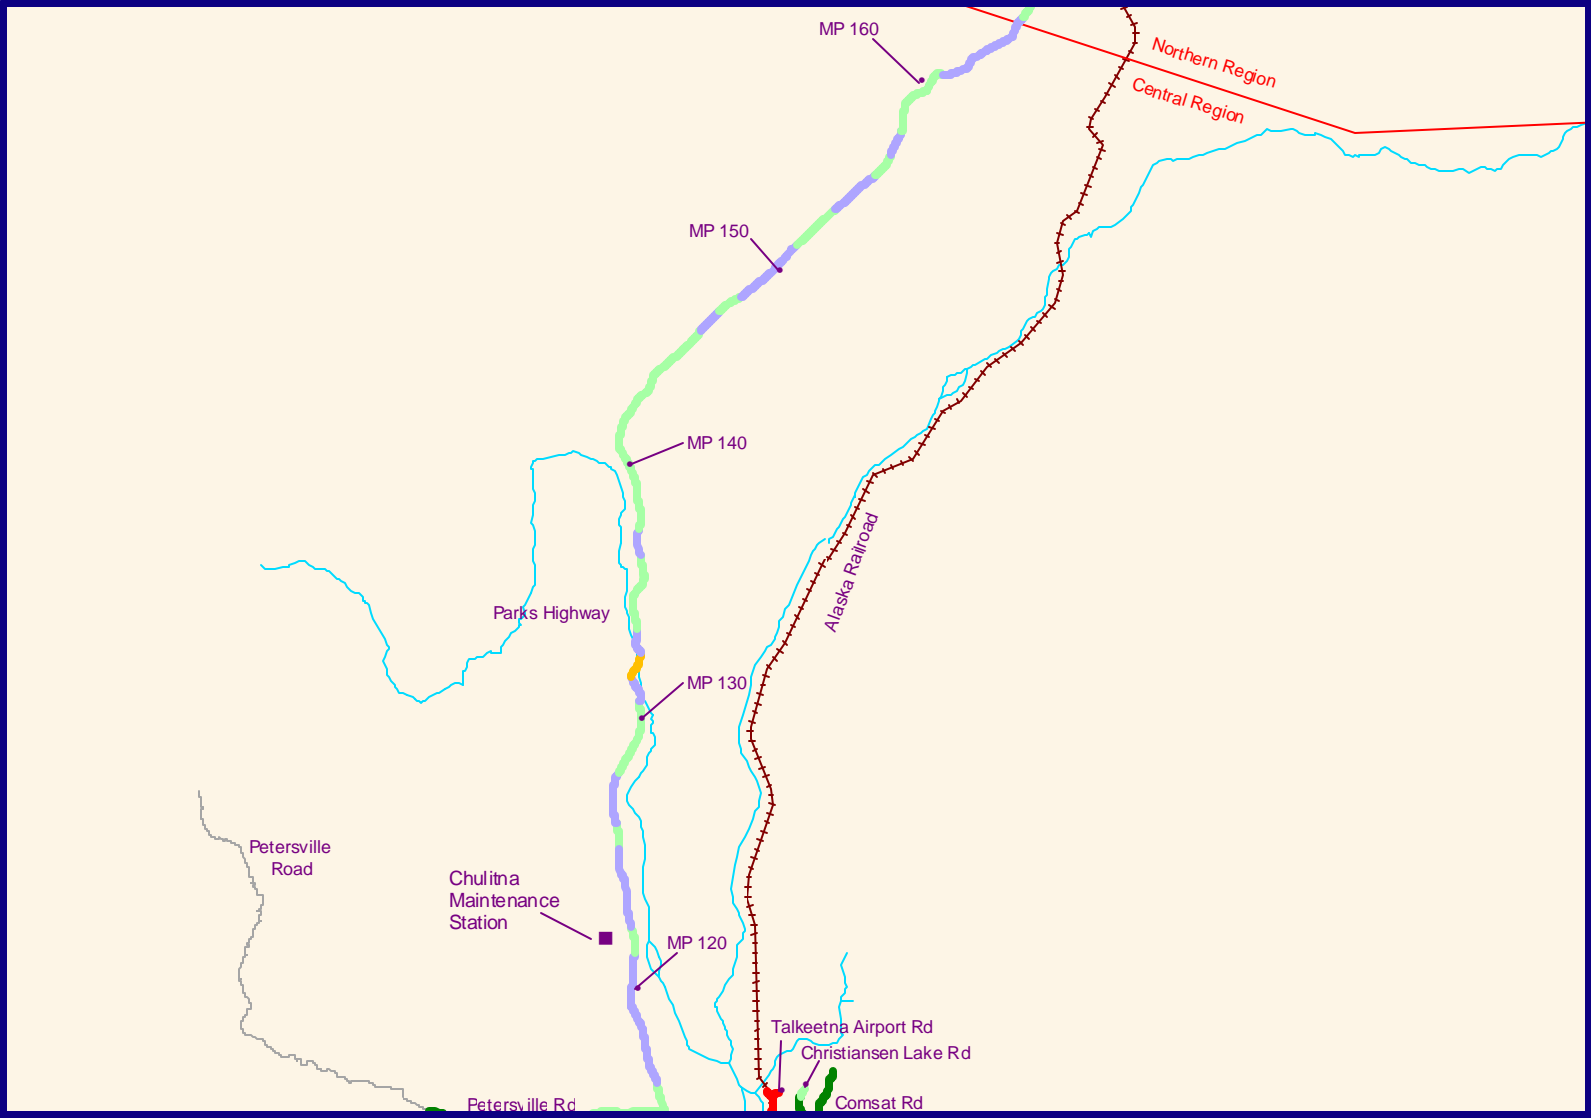 MP 160
Northern Region
Central Region
MP 150
MP 140
Alaska Railroad
Parks Highway
MP 130
Petersville
Road
Chulitna
Maintenance
Station
MP 120
Talkeetna Airport Rd
Christiansen Lake Rd
Petersville Rd
Comsat Rd